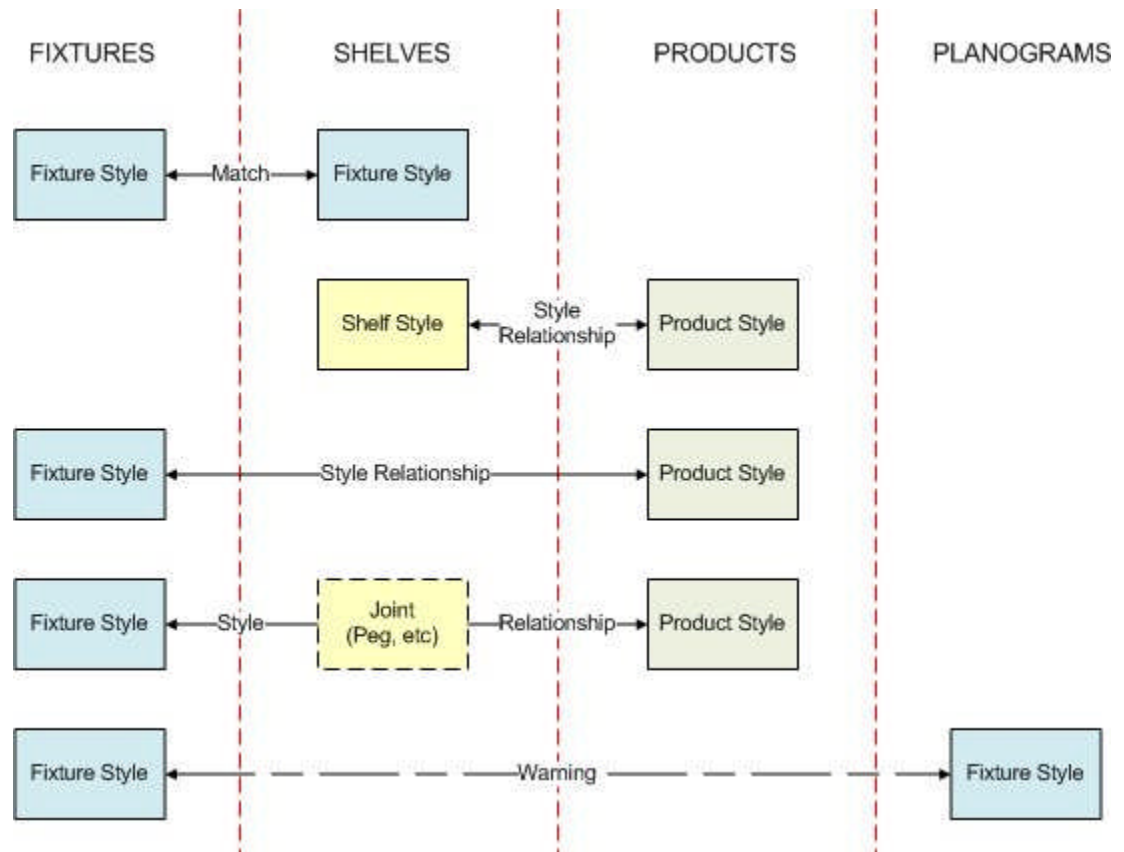 FIXTURES
SHELVES
PRODUCTS
PLANOGRAMS
Fixture Style
Match
Fixture Style
Shelf Style
Style
Relationship
Product Style
Fixture Style
Style Relationship
Product Style
Fixture Style
Style
Joint
(Peg, etc)
Relationship
Product Style
Fixture Style
Warning
Fixture Style